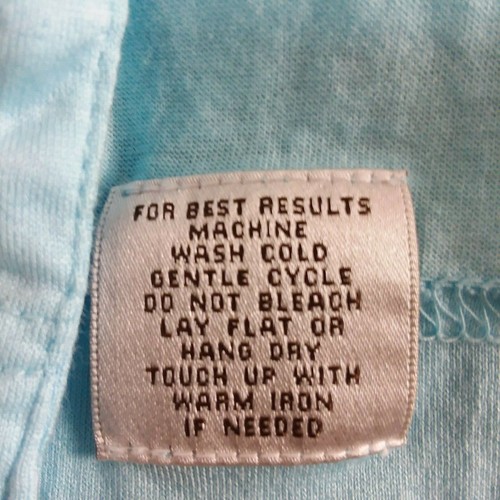 FOR BEST RESULTS
MACHINE
WASH COLD
GENTLE CYCLE
DO NOT BLEACH
LAY FLAT OR
HANG DRY
TOUCH UP WITH
WARM IRON
IF NEEDED